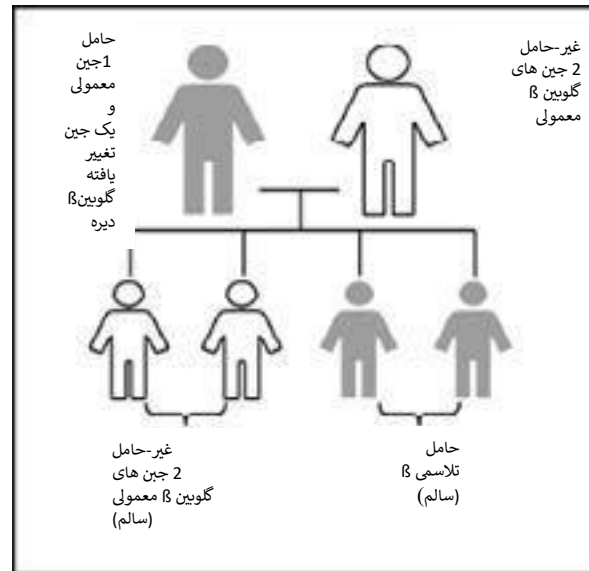 حامل
1جین
معمولی
و
یک جین
تغییر
یافته
گلوبینß
دیره
غیر-حامل
2 جین های
گلوبین ß
معمولی
غیر-حامل
2 جین های
گلوبین ß معمولی
(سالم)
حامل
تلاسمی ß
(سالم)